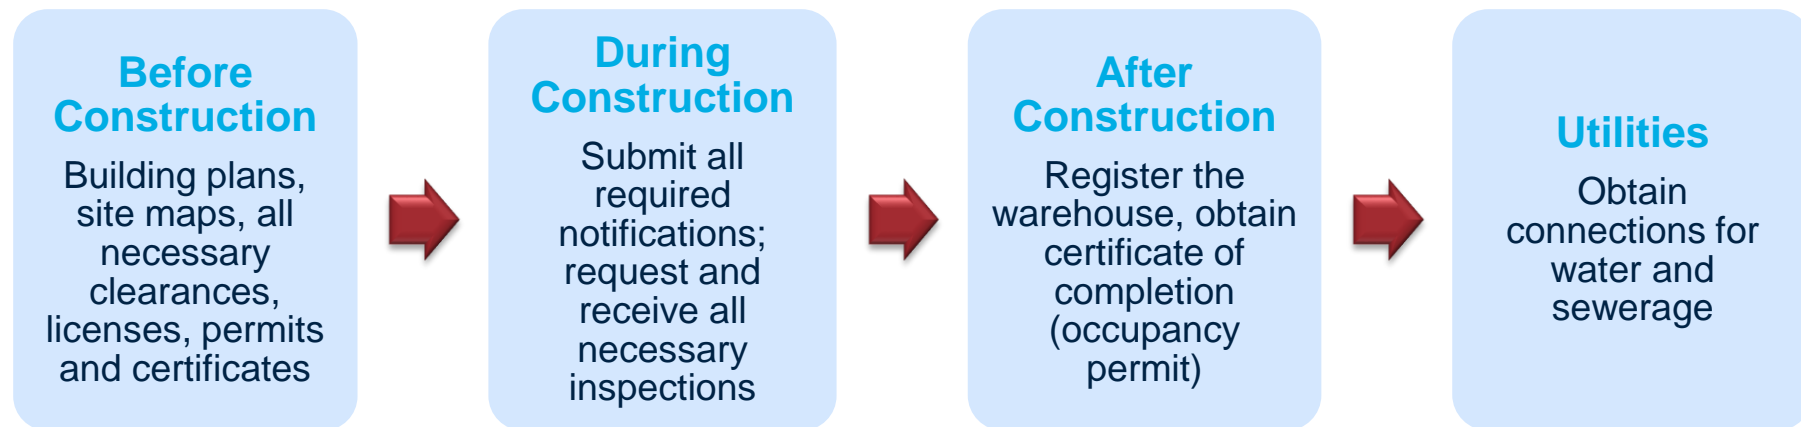 Before
Construction
Building plans,
site maps, all
necessary
clearances,
licenses, permits
and certificates
During
Construction
Submit all
required
notifications;
request and
receive all
necessary
inspections
After
Construction
Register the
warehouse, obtain
certificate of
completion
(occupancy
permit)
Utilities
Obtain
connections for
water and
sewerage